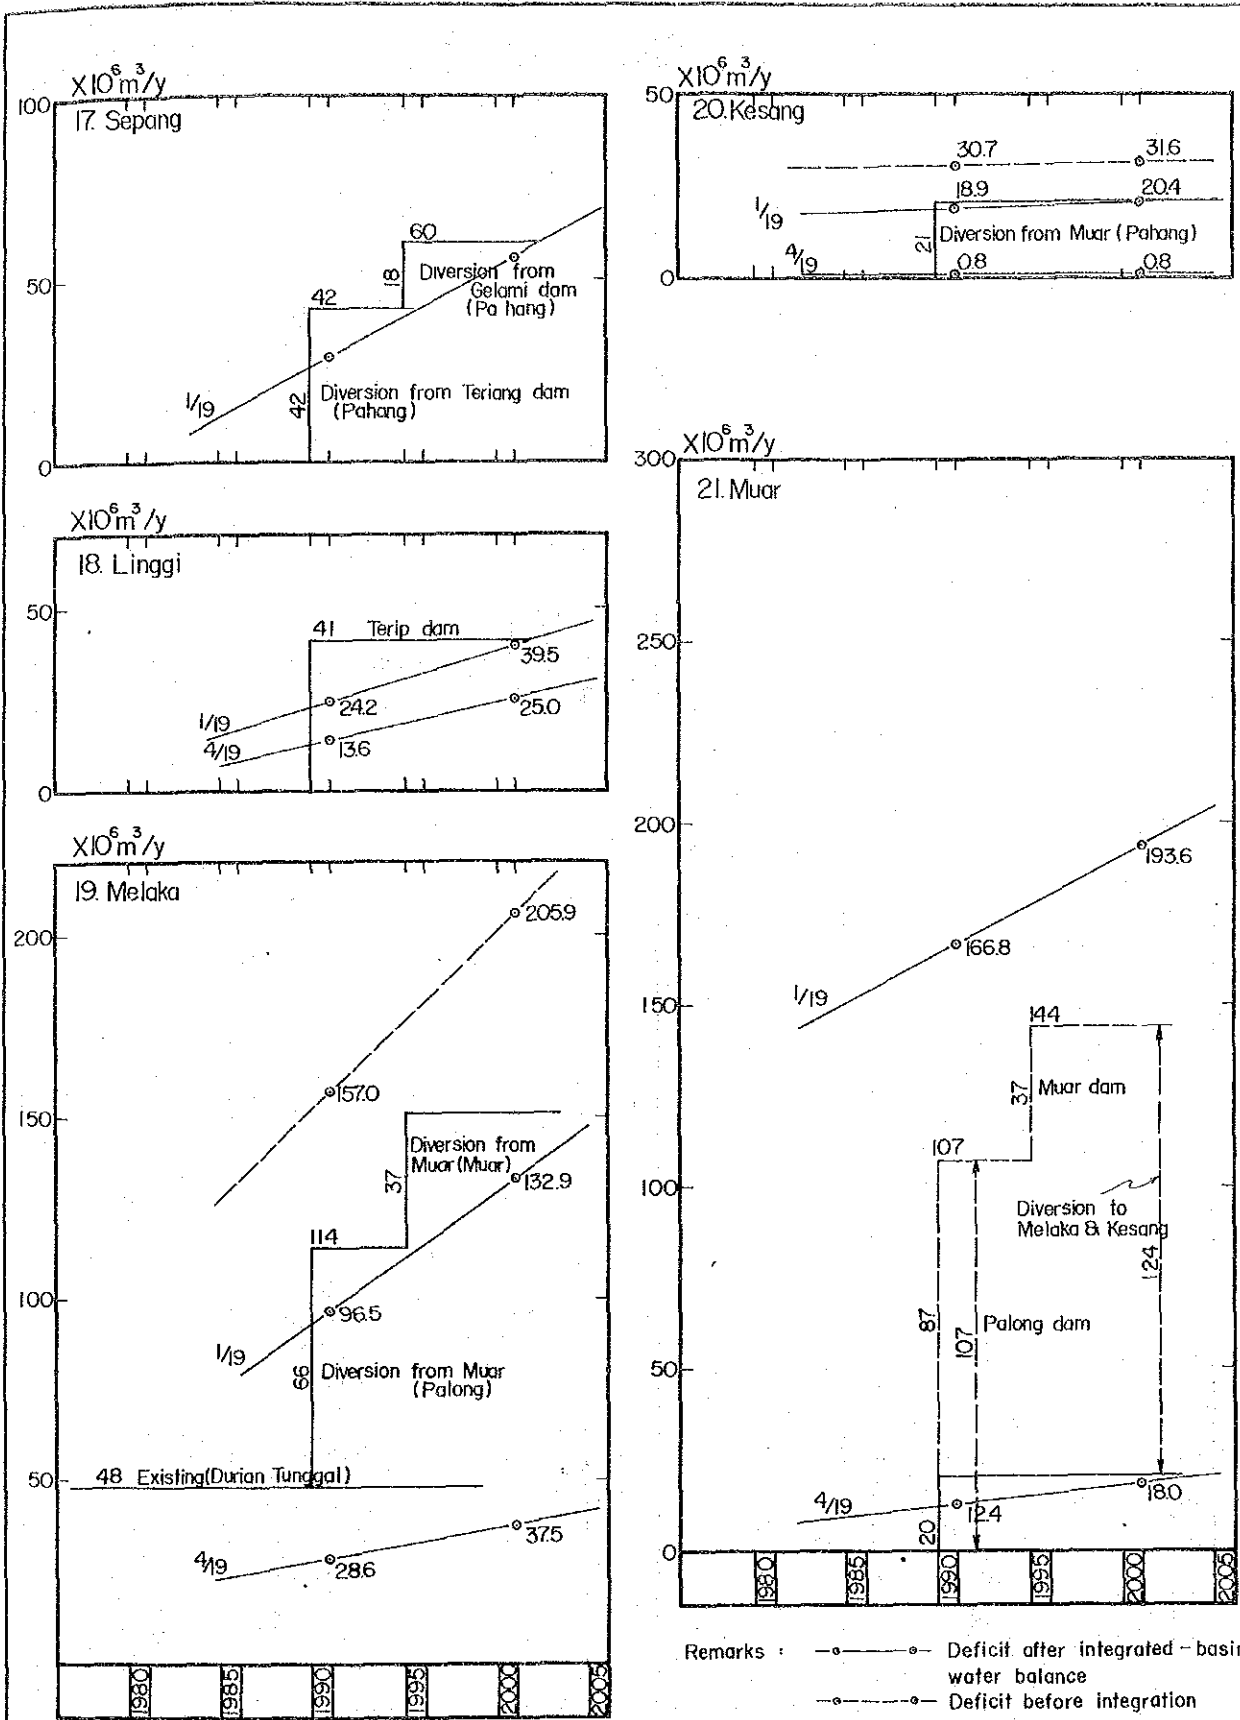 X10⁶m³/y
100
17. Sepang
60
18
Diversion from
Gelami dam
(Pahang)
50
42
1/19
42
Diversion from Teriang dam
(Pahang)
0
X10⁶m³/y
18. Linggi
50
41 Terip dam
39.5
24.2
25.0
1/19
4/19
13.6
0
X10⁶m³/y
19. Melaka
200
205.9
157.0
150
Diversion from
Muar(Muar)
37
132.9
114
100
96.5
1/19
66
Diversion from Muar
(Palong)
50
48 Existing(Durian Tunggal)
37.5
4/19
28.6
1980
1985
1990
1995
2000
2005
X10⁶m³/y
50
20. Kesang
30.7
31.6
18.9
20.4
1/19
21
Diversion from Muar (Pahang)
4/19
0.8
0.8
0
X10⁶m³/y
300
21. Muar
250
200
193.6
166.8
1/19
150
144
37
Muar dam
107
100
Diversion to
Melaka & Kesang
124
87
107
Palong dam
50
4/19
18.0
12.4
20
0
1980
1985
1990
1995
2000
2005
Remarks : Deficit after integrated-basin
water balance
Deficit before integration